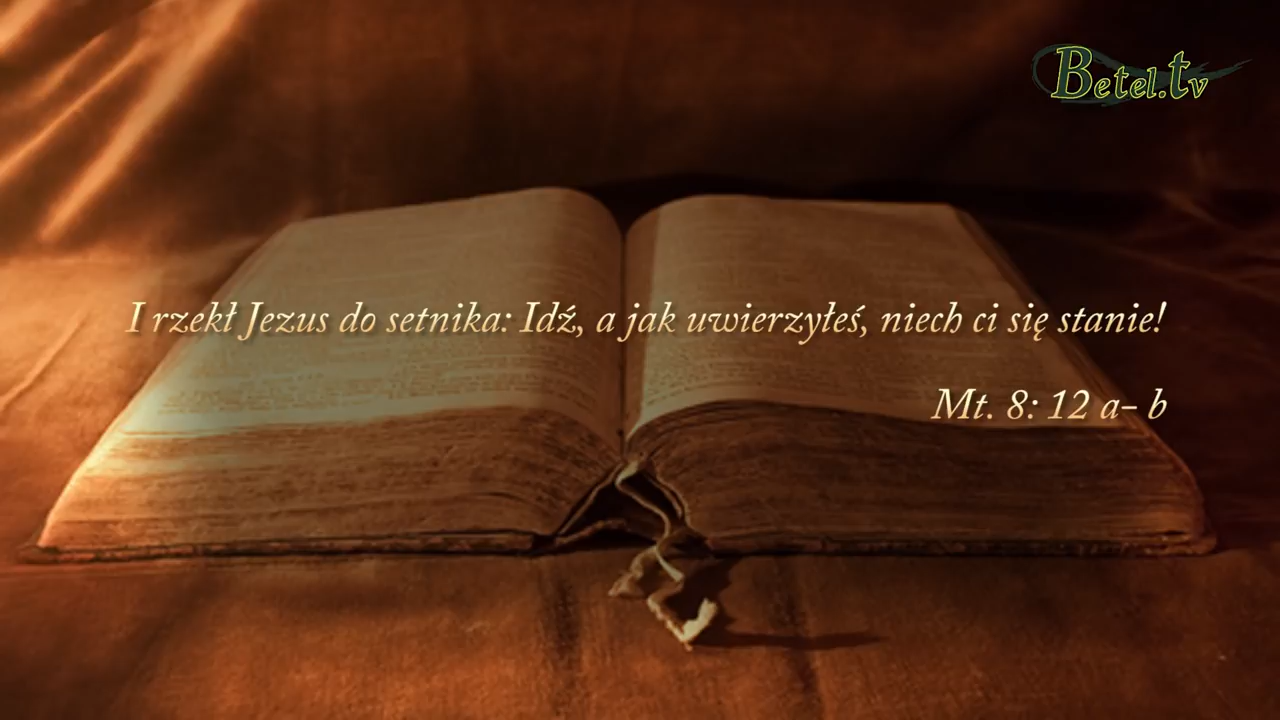 Betel.tv
I rzekł Jezus do setnika: Idź, a jak uwierzyłeś, niech ci się stanie!
Mt. 8: 12 a– b